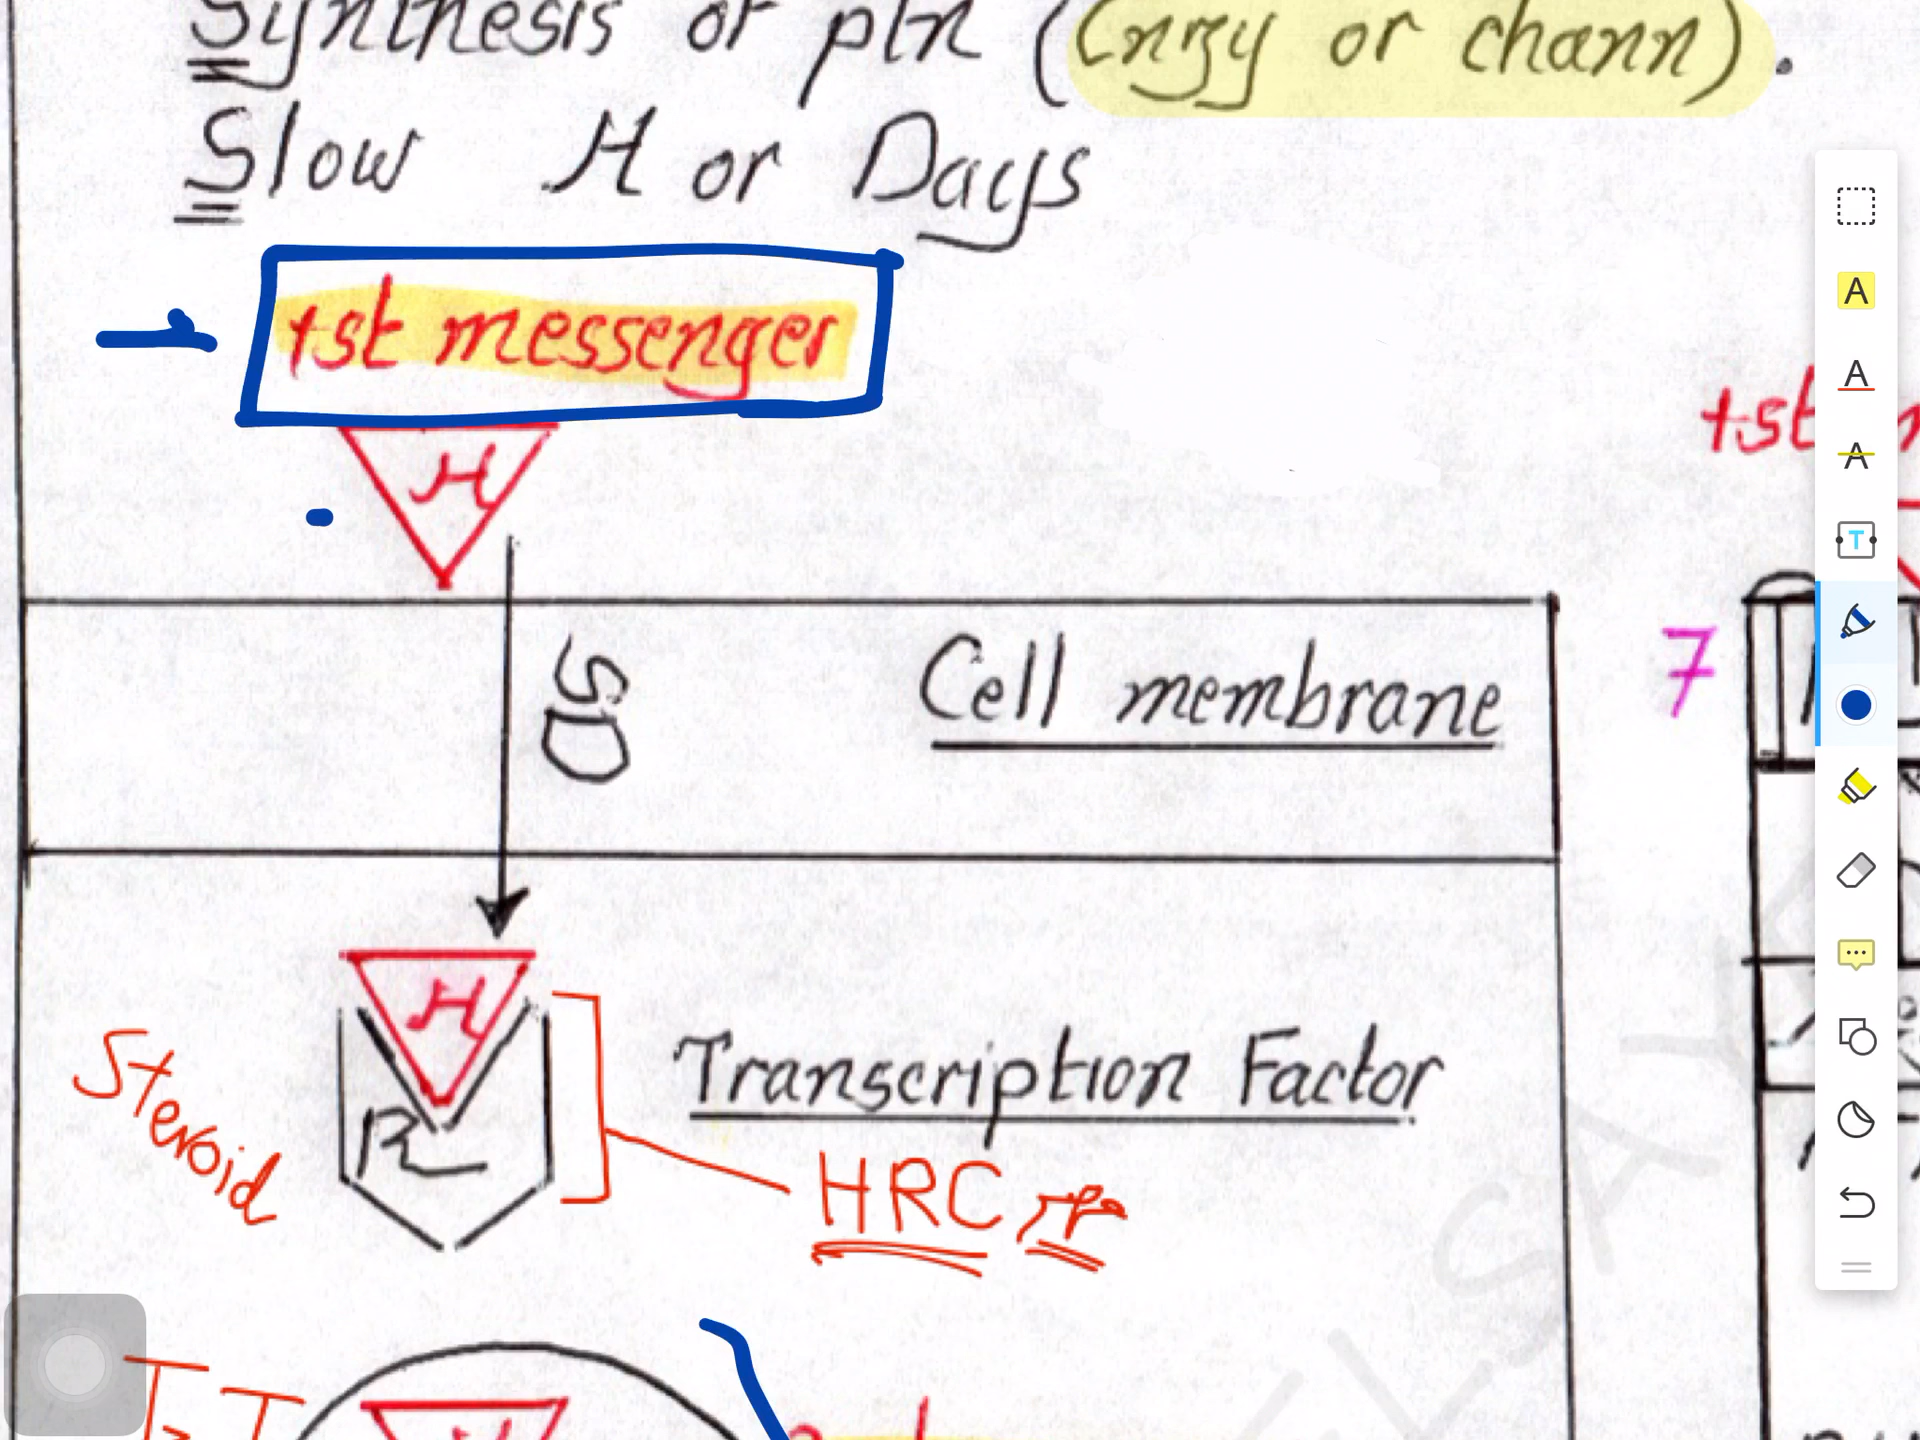 Synthesis of ptn (Enzy or chann).
Slow H or Days
1st messenger
H
SD
Cell membrane
H
R
Steroid
Transcription Factor
HRC
1st
7